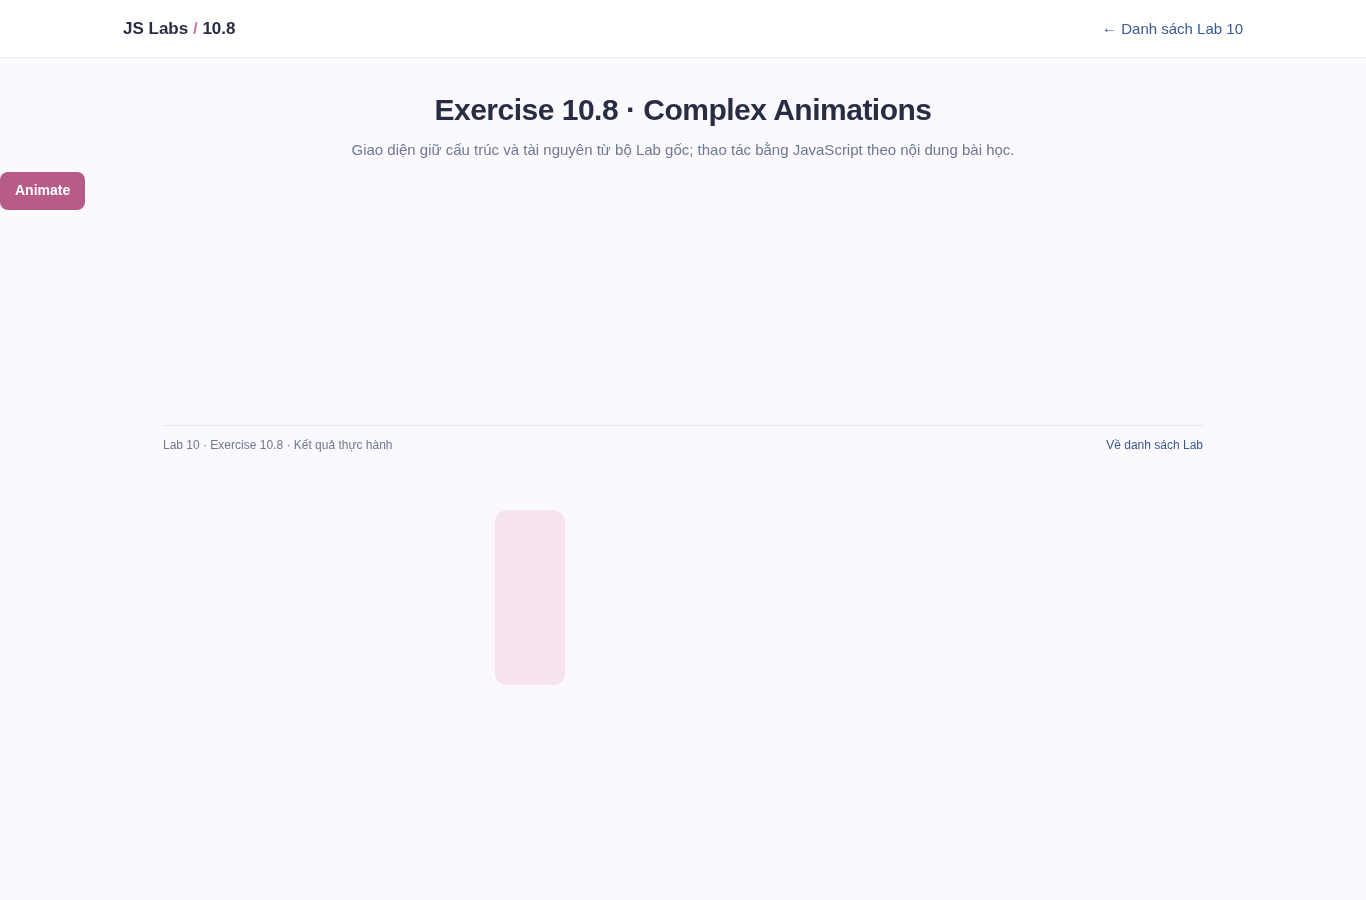 JS Labs / 10.8
← Danh sách Lab 10
Exercise 10.8 · Complex Animations
Giao diện giữ cấu trúc và tài nguyên từ bộ Lab gốc; thao tác bằng JavaScript theo nội dung bài học.
Animate
Lab 10 · Exercise 10.8 · Kết quả thực hành
Về danh sách Lab